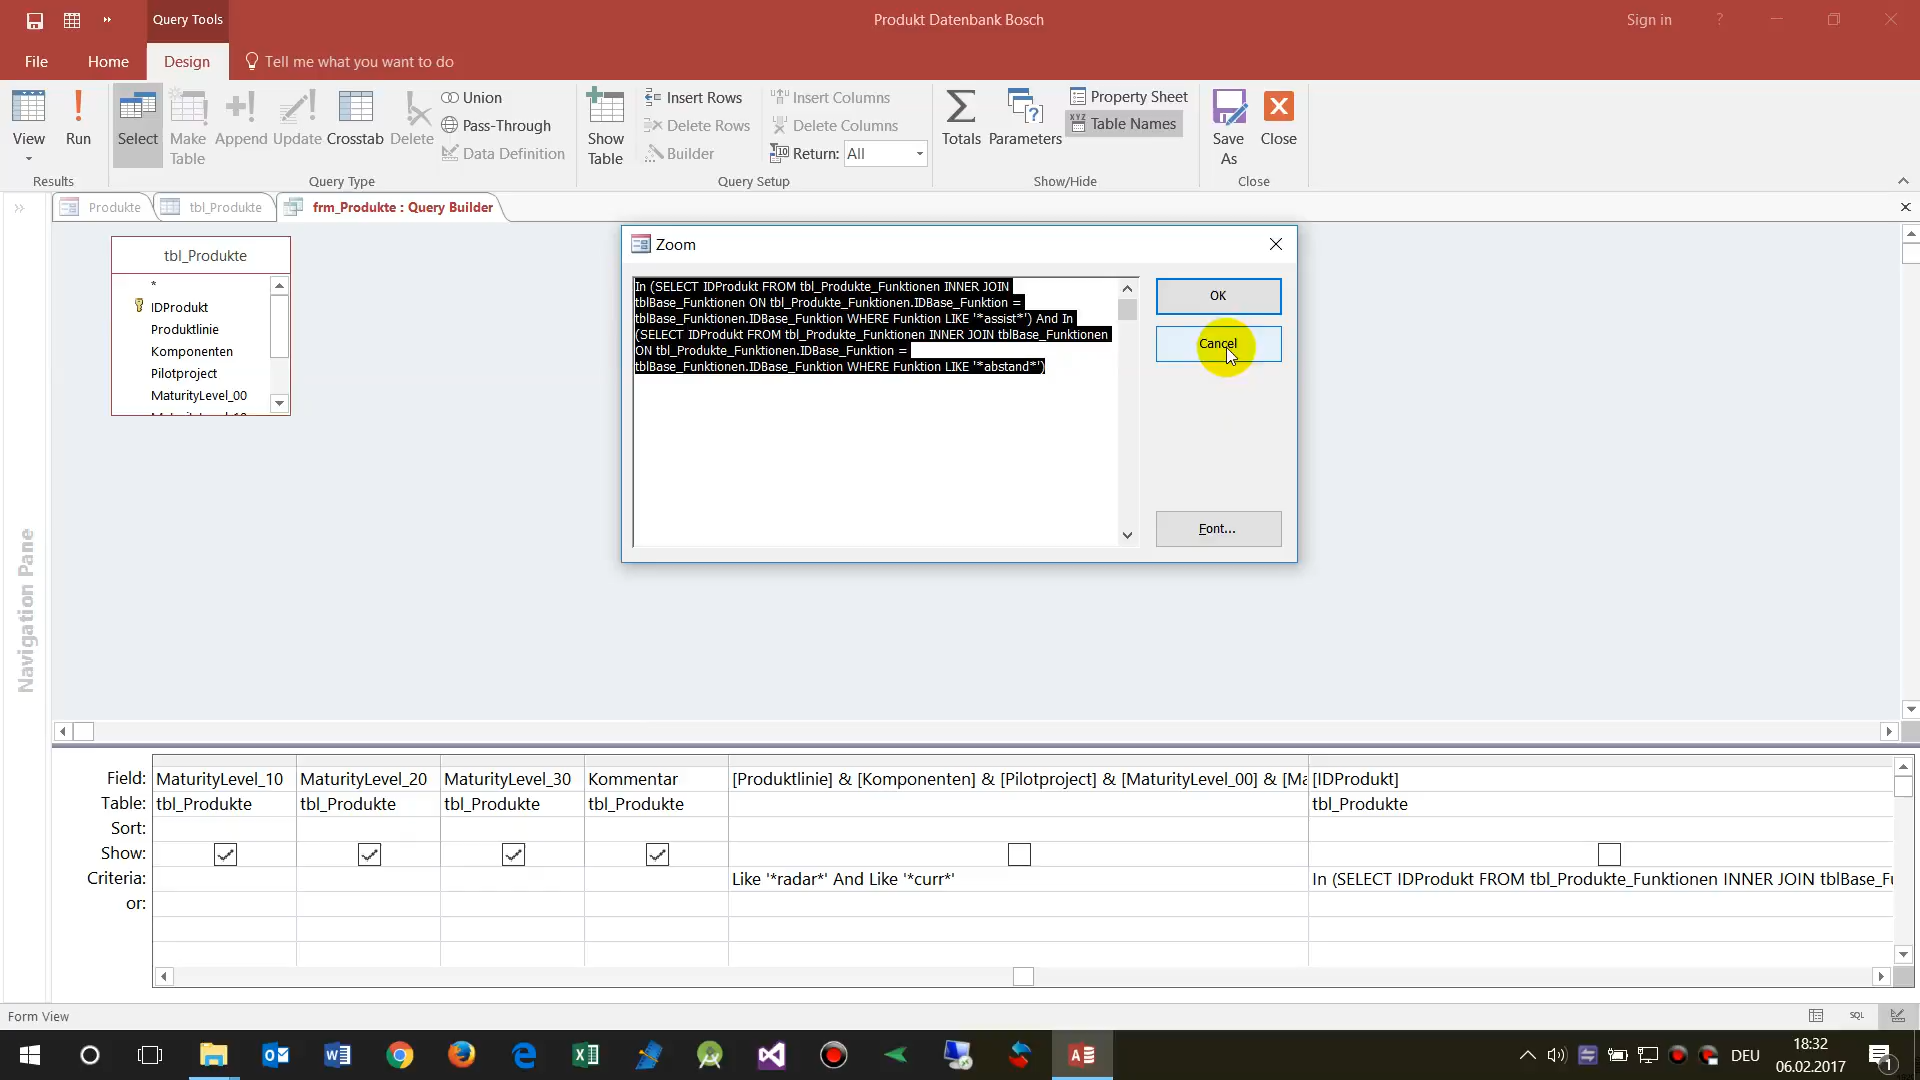 Query Tools
Produkt Datenbank Bosch
Sign in
?
File
Home
Design
Tell me what you want to do
View
Run
Select
Make
Table
Append
Update
Crosstab
Delete
Union
Pass-Through
Data Definition
Show
Table
Insert Rows
Delete Rows
Builder
Insert Columns
Delete Columns
Return: All
Totals
Parameters
Property Sheet
Table Names
Save
As
Close
Results
Query Type
Query Setup
Show/Hide
Close
Produkte
tbl_Produkte
frm_Produkte : Query Builder
tbl_Produkte
*
IDProdukt
Produktlinie
Komponenten
Pilotproject
MaturityLevel_00
Zoom
In (SELECT IDProdukt FROM tbl_Produkte_Funktionen INNER JOIN
tblBase_Funktionen ON tbl_Produkte_Funktionen.IDBase_Funktion =
tblBase_Funktionen.IDBase_Funktion WHERE Funktion LIKE '*assist*') And In
(SELECT IDProdukt FROM tbl_Produkte_Funktionen INNER JOIN tblBase_Funktionen
ON tbl_Produkte_Funktionen.IDBase_Funktion =
tblBase_Funktionen.IDBase_Funktion WHERE Funktion LIKE '*abstand*')
OK
Cancel
Font...
Navigation Pane
Field: MaturityLevel_10 MaturityLevel_20 MaturityLevel_30 Kommentar [Produktlinie] & [Komponenten] & [Pilotproject] & [MaturityLevel_00] & [Ma [IDProdukt]
Table: tbl_Produkte tbl_Produkte tbl_Produkte tbl_Produkte tbl_Produkte
Sort:
Show:
Criteria: Like '*radar*' And Like '*curr*' In (SELECT IDProdukt FROM tbl_Produkte_Funktionen INNER JOIN tblBase_Fu
or:
Form View
SQL
DEU
18:32
06.02.2017
1